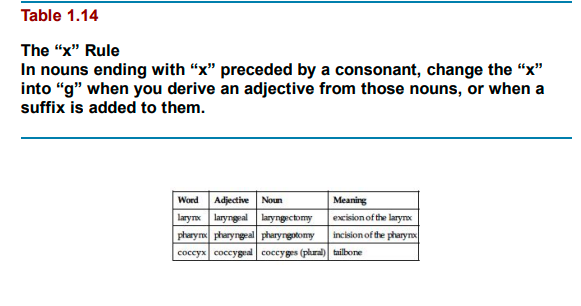 Table 1.14
The “x” Rule
In nouns ending with “x” preceded by a consonant, change the “x”
into “g” when you derive an adjective from those nouns, or when a
suffix is added to them.
Word Adjective Noun Meaning
larynx laryngeal laryngectomy excision of the larynx
pharynx pharyngeal pharyngotomy incision of the pharynx
coccyx coccygeal coccyges (plural) tailbone